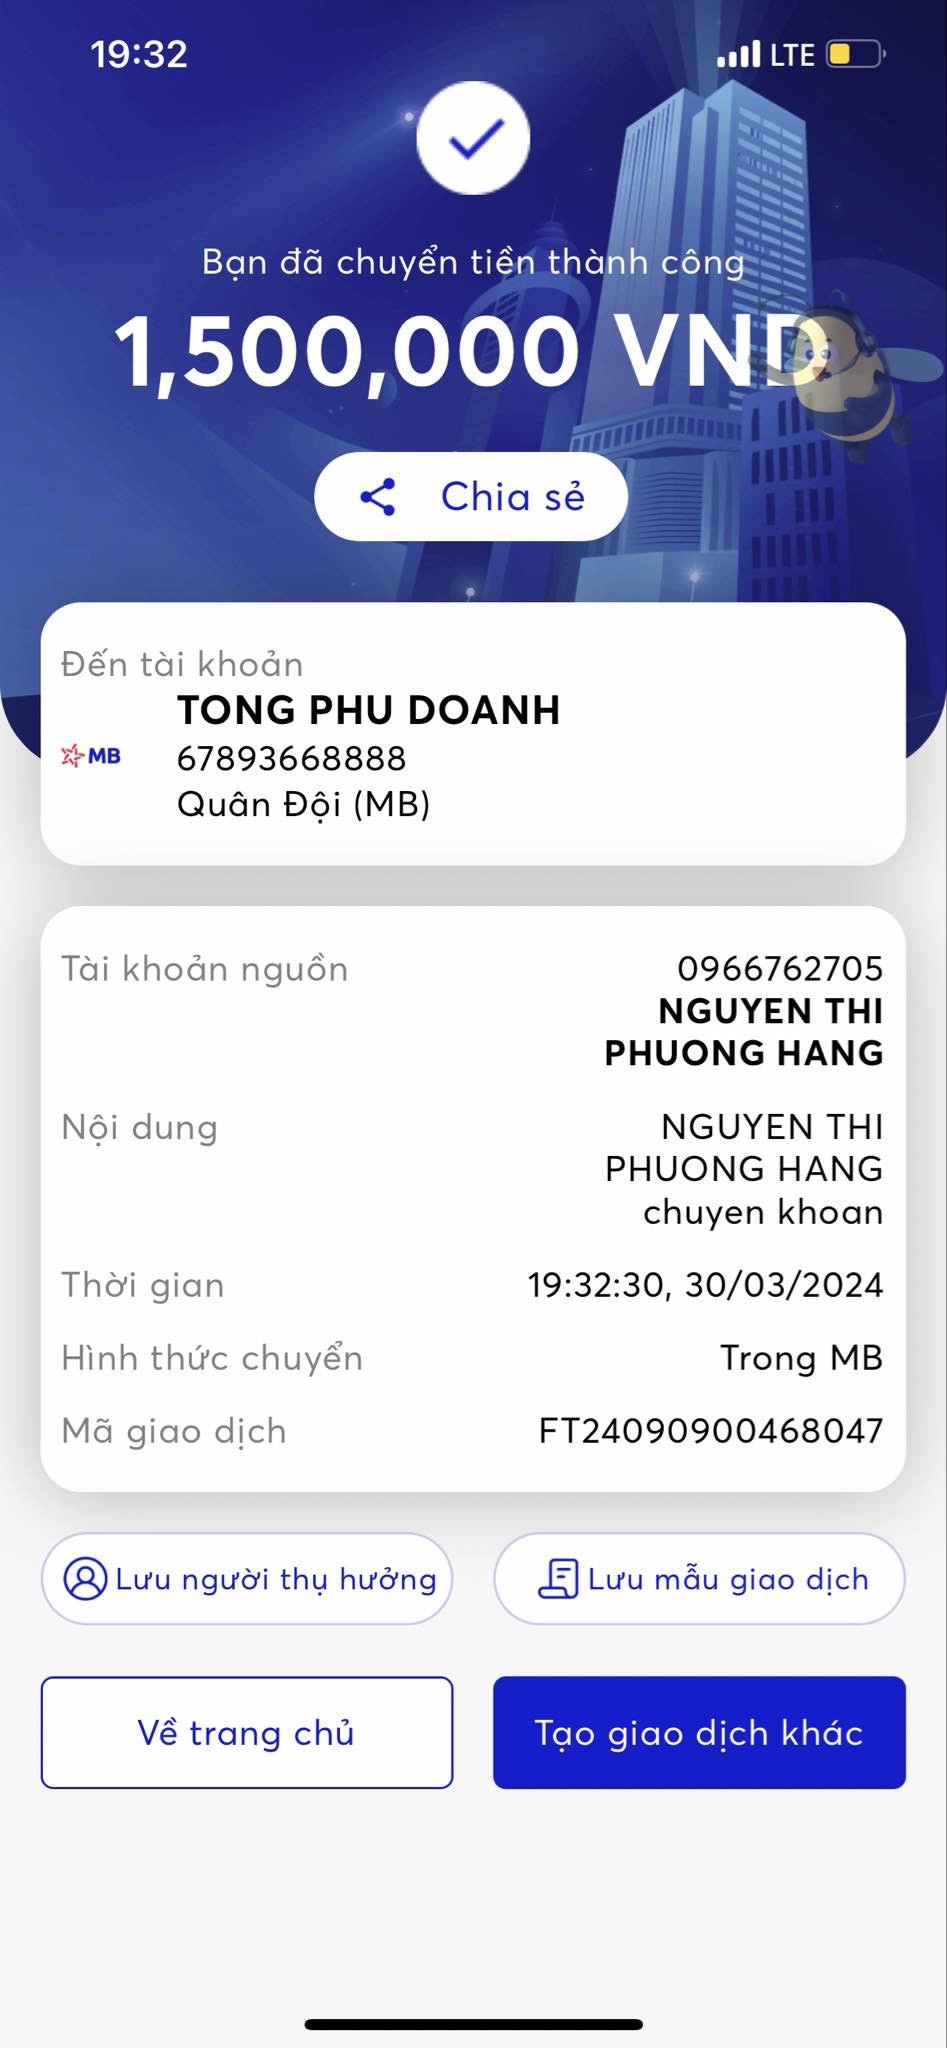 19:32
LTE
Bạn đã chuyển tiền thành công
1,500,000 VND
Chia sẻ
Đến tài khoản
TONG PHU DOANH
MB
67893668888
Quân Đội (MB)
Tài khoản nguồn
0966762705
NGUYEN THI
PHUONG HANG
Nội dung
NGUYEN THI
PHUONG HANG
chuyen khoan
Thời gian
19:32:30, 30/03/2024
Hình thức chuyển
Trong MB
Mã giao dịch
FT24090900468047
Lưu người thụ hưởng
Lưu mẫu giao dịch
Về trang chủ
Tạo giao dịch khác